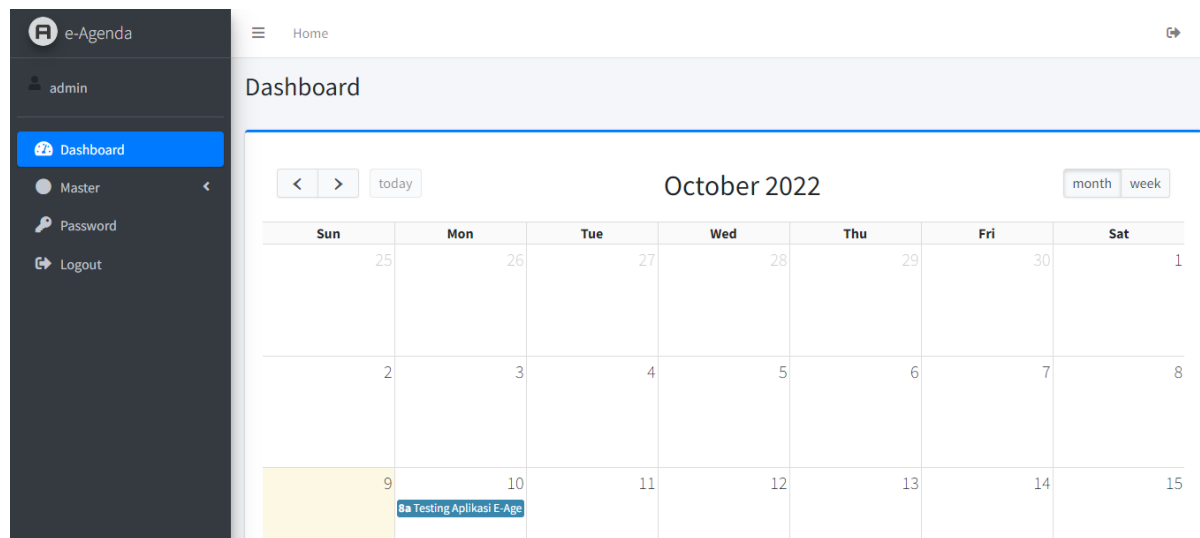 e-Agenda
Home
admin
Dashboard
Dashboard
Master
Password
Logout
today
October 2022
month week
Sun Mon Tue Wed Thu Fri Sat
25 26 27 28 29 30 1
2 3 4 5 6 7 8
9 10 11 12 13 14 15
8a Testing Aplikasi E-Age